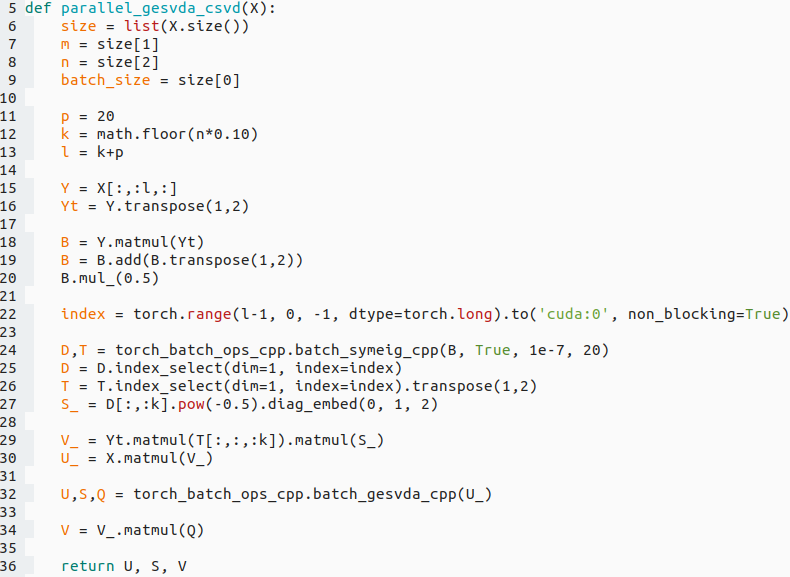 5 def parallel_gesvda_csvd(X):
6     size = list(X.size())
7     m = size[1]
8     n = size[2]
9     batch_size = size[0]
10
11     p = 20
12     k = math.floor(n*0.10)
13     l = k+p
14
15     Y = X[:,:l,:]
16     Yt = Y.transpose(1,2)
17
18     B = Y.matmul(Yt)
19     B = B.add(B.transpose(1,2))
20     B.mul_(0.5)
21
22     index = torch.range(l-1, 0, -1, dtype=torch.long).to('cuda:0', non_blocking=True)
23
24     D,T = torch_batch_ops_cpp.batch_symeig_cpp(B, True, 1e-7, 20)
25     D = D.index_select(dim=1, index=index)
26     T = T.index_select(dim=1, index=index).transpose(1,2)
27     S_ = D[:,:k].pow(-0.5).diag_embed(0, 1, 2)
28
29     V_ = Yt.matmul(T[:,:,:k]).matmul(S_)
30     U_ = X.matmul(V_)
31
32     U,S,Q = torch_batch_ops_cpp.batch_gesvda_cpp(U_)
33
34     V = V_.matmul(Q)
35
36     return U, S, V